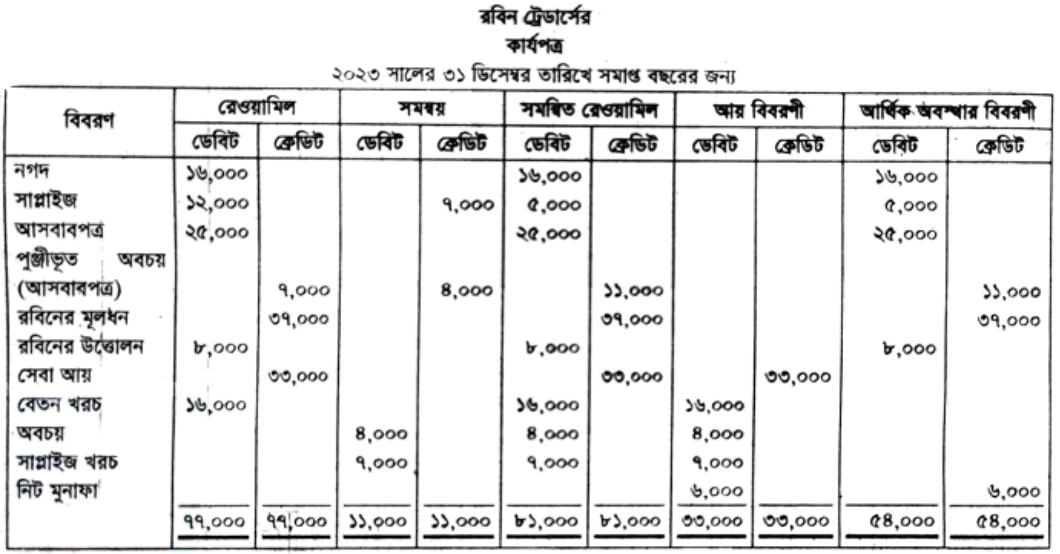 রবিন ট্রেডার্সের
কার্যপত্র
২০২৩ সালের ৩১ ডিসেম্বর তারিখে সমাপ্ত বছরের জন্য
বিবরণ রেওয়ামিল সমন্বয় সমন্বিত রেওয়ামিল আয় বিবরণী আর্থিক অবস্থার বিবরণী
ডেবিট ক্রেডিট ডেবিট ক্রেডিট ডেবিট ক্রেডিট ডেবিট ক্রেডিট ডেবিট ক্রেডিট
নগদ ১৬,০০০ ১৬,০০০ ১৬,০০০
সাপ্লাইজ ১২,০০০ ৭,০০০ ৫,০০০ ৫,০০০
আসবাবপত্র ২৫,০০০ ২৫,০০০ ২৫,০০০
পুঞ্জীভূত অবচয়
(আসবাবপত্র) ৭,০০০ ৪,০০০ ১১,০০০ ১১,০০০
রবিনের মূলধন ৩৭,০০০ ৩৭,০০০ ৩৭,০০০
রবিনের উত্তোলন ৮,০০০ ৮,০০০ ৮,০০০
সেবা আয় ৩৩,০০০ ৩৩,০০০ ৩৩,০০০
বেতন খরচ ১৬,০০০ ১৬,০০০ ১৬,০০০
অবচয় ৪,০০০ ৪,০০০ ৪,০০০
সাপ্লাইজ খরচ ৭,০০০ ৭,০০০ ৭,০০০
নিট মুনাফা ৬,০০০ ৬,০০০
৭৭,০০০ ৭৭,০০০ ১১,০০০ ১১,০০০ ৮১,০০০ ৮১,০০০ ৩৩,০০০ ৩৩,০০০ ৫৪,০০০ ৫৪,০০০